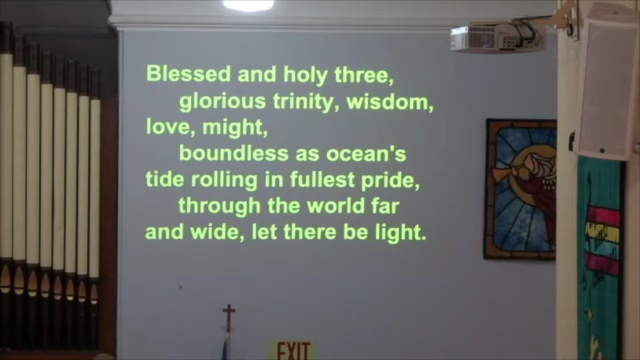 Blessed and holy three,
glorious trinity, wisdom,
love, might,
boundless as ocean's
tide rolling in fullest pride,
through the world far
and wide, let there be light.
EXIT